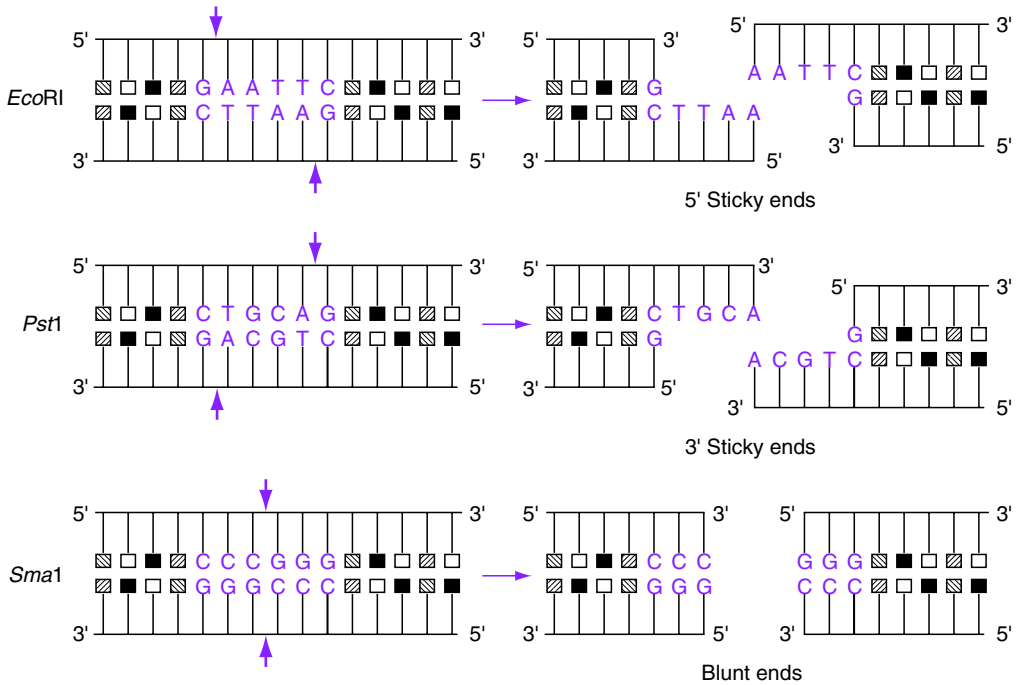 5' 3' 3' 3'
EcoRI G A A T T C G A A T T C
C T T A A G C T T A A G
3' 5' 3' 5' 3' 5'
5' Sticky ends
5' 3' 5' 3' 5' 3'
Pst1 C T G C A G C T G C A G
G A C G T C G A C G T C
3' 5' 3' 5' 3' 5'
3' Sticky ends
5' 3' 5' 3' 5' 3'
Sma1 C C C G G G C C C G G G
G G G C C C G G G C C C
3' 5' 3' 5' 3' 5'
Blunt ends